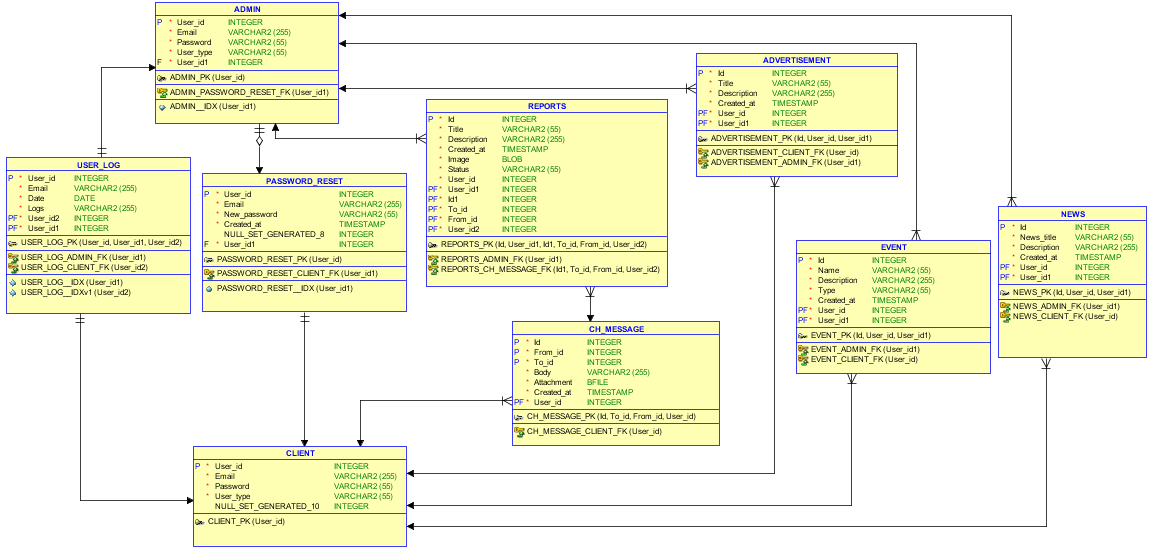 ADMIN
P * User_id INTEGER
* Email VARCHAR2 (255)
* Password VARCHAR2 (55)
* User_type VARCHAR2 (55)
F * User_id1 INTEGER
ADMIN_PK (User_id)
ADMIN_PASSWORD_RESET_FK (User_id1)
ADMIN__IDX (User_id1)
ADVERTISEMENT
P * Id INTEGER
* Title VARCHAR2 (55)
* Description VARCHAR2 (255)
* Created_at TIMESTAMP
PF* User_id INTEGER
PF* User_id1 INTEGER
ADVERTISEMENT_PK (Id, User_id, User_id1)
ADVERTISEMENT_CLIENT_FK (User_id)
ADVERTISEMENT_ADMIN_FK (User_id1)
REPORTS
P * Id INTEGER
* Title VARCHAR2 (55)
* Description VARCHAR2 (255)
* Created_at TIMESTAMP
* Image BLOB
* Status VARCHAR2 (55)
* User_id INTEGER
PF* User_id1 INTEGER
PF* Id1 INTEGER
PF* To_id INTEGER
PF* From_id INTEGER
PF* User_id2 INTEGER
REPORTS_PK (Id, User_id1, Id1, To_id, From_id, User_id2)
REPORTS_ADMIN_FK (User_id1)
REPORTS_CH_MESSAGE_FK (Id1, To_id, From_id, User_id2)
USER_LOG
P * User_id INTEGER
* Email VARCHAR2 (255)
* Date DATE
* Logs VARCHAR2 (255)
PF* User_id2 INTEGER
PF* User_id1 INTEGER
USER_LOG_PK (User_id, User_id1, User_id2)
USER_LOG_ADMIN_FK (User_id1)
USER_LOG_CLIENT_FK (User_id2)
USER_LOG__IDX (User_id1)
USER_LOG__IDXv1 (User_id2)
PASSWORD_RESET
P * User_id INTEGER
* Email VARCHAR2 (255)
* New_password VARCHAR2 (55)
* Created_at TIMESTAMP
NULL_SET_GENERATED_8 INTEGER
F * User_id1 INTEGER
PASSWORD_RESET_PK (User_id)
PASSWORD_RESET_CLIENT_FK (User_id1)
PASSWORD_RESET__IDX (User_id1)
NEWS
P * Id INTEGER
* News_title VARCHAR2 (55)
* Description VARCHAR2 (255)
* Created_at TIMESTAMP
PF* User_id INTEGER
PF* User_id1 INTEGER
NEWS_PK (Id, User_id, User_id1)
NEWS_ADMIN_FK (User_id1)
NEWS_CLIENT_FK (User_id)
EVENT
P * Id INTEGER
* Name VARCHAR2 (55)
* Description VARCHAR2 (255)
* Type VARCHAR2 (55)
* Created_at TIMESTAMP
PF* User_id INTEGER
PF* User_id1 INTEGER
EVENT_PK (Id, User_id, User_id1)
EVENT_ADMIN_FK (User_id1)
EVENT_CLIENT_FK (User_id)
CH_MESSAGE
P * Id INTEGER
P * From_id INTEGER
P * To_id INTEGER
* Body VARCHAR2 (255)
* Attachment BFILE
* Created_at TIMESTAMP
PF* User_id INTEGER
CH_MESSAGE_PK (Id, To_id, From_id, User_id)
CH_MESSAGE_CLIENT_FK (User_id)
CLIENT
P * User_id INTEGER
* Email VARCHAR2 (255)
* Password VARCHAR2 (55)
* User_type VARCHAR2 (55)
NULL_SET_GENERATED_10 INTEGER
CLIENT_PK (User_id)